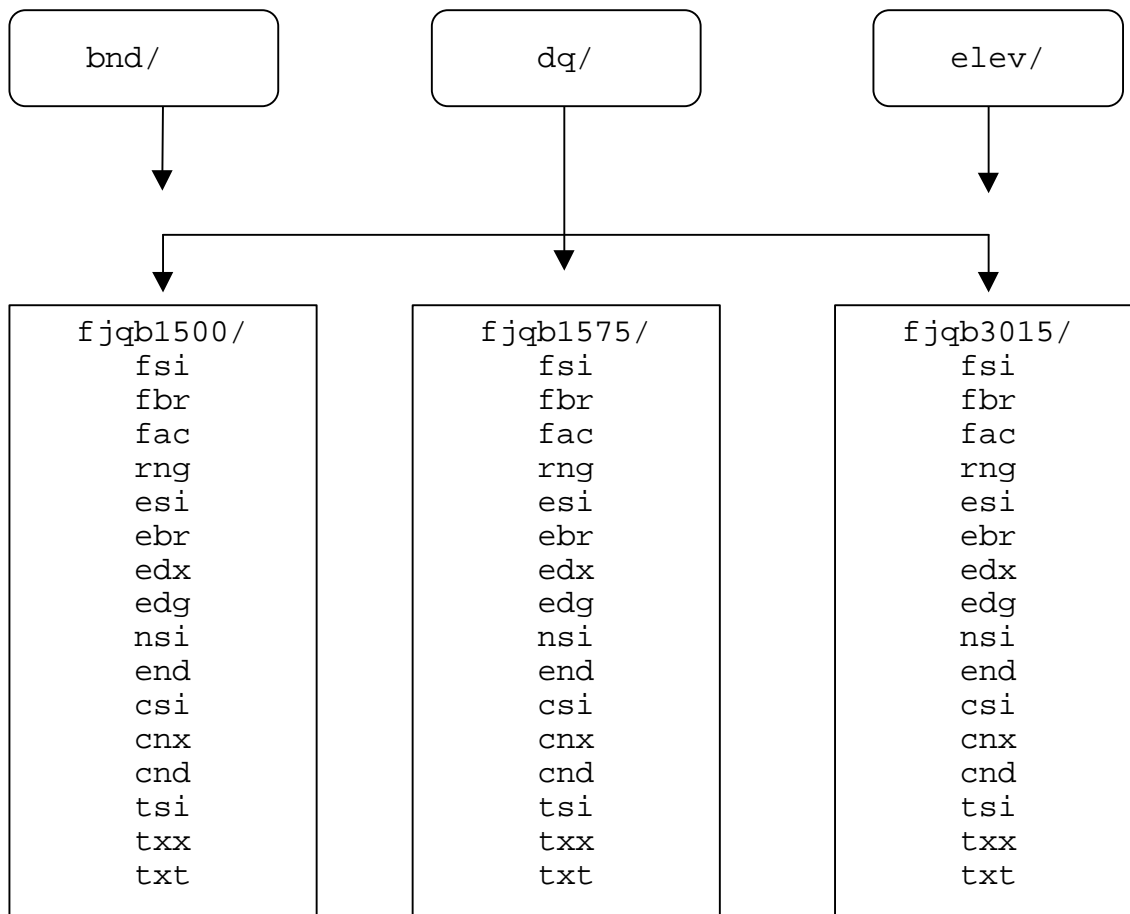 bnd/
dq/
elev/
fjqb1500/
fsi
fbr
fac
rng
esi
ebr
edx
edg
nsi
end
csi
cnx
cnd
tsi
txx
txt
fjqb1575/
fsi
fbr
fac
rng
esi
ebr
edx
edg
nsi
end
csi
cnx
cnd
tsi
txx
txt
fjqb3015/
fsi
fbr
fac
rng
esi
ebr
edx
edg
nsi
end
csi
cnx
cnd
tsi
txx
txt